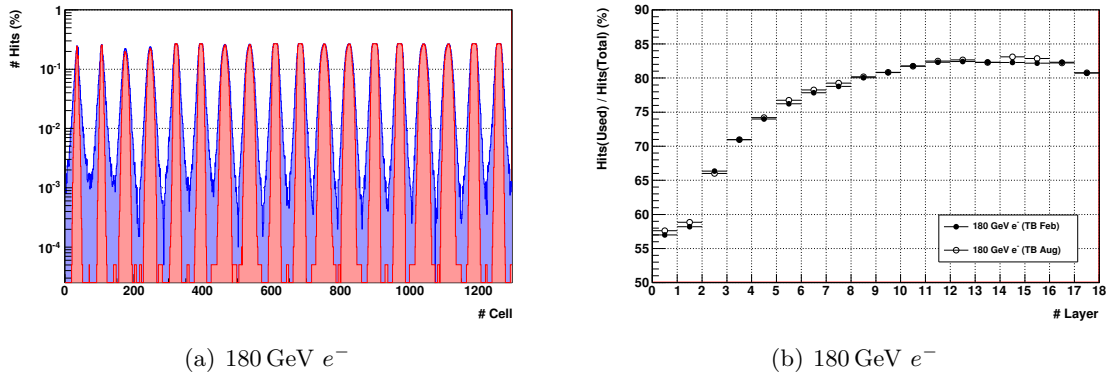 # Hits (%)
1
10-1
10-2
10-3
10-4
0 200 400 600 800 1000 1200
# Cell
(a) 180 GeV e−
Hits(Used) / Hits(Total) (%)
90
85
80
75
70
65
60
55
50
180 GeV e- (TB Feb)
180 GeV e- (TB Aug)
0 1 2 3 4 5 6 7 8 9 10 11 12 13 14 15 16 17 18
# Layer
(b) 180 GeV e−